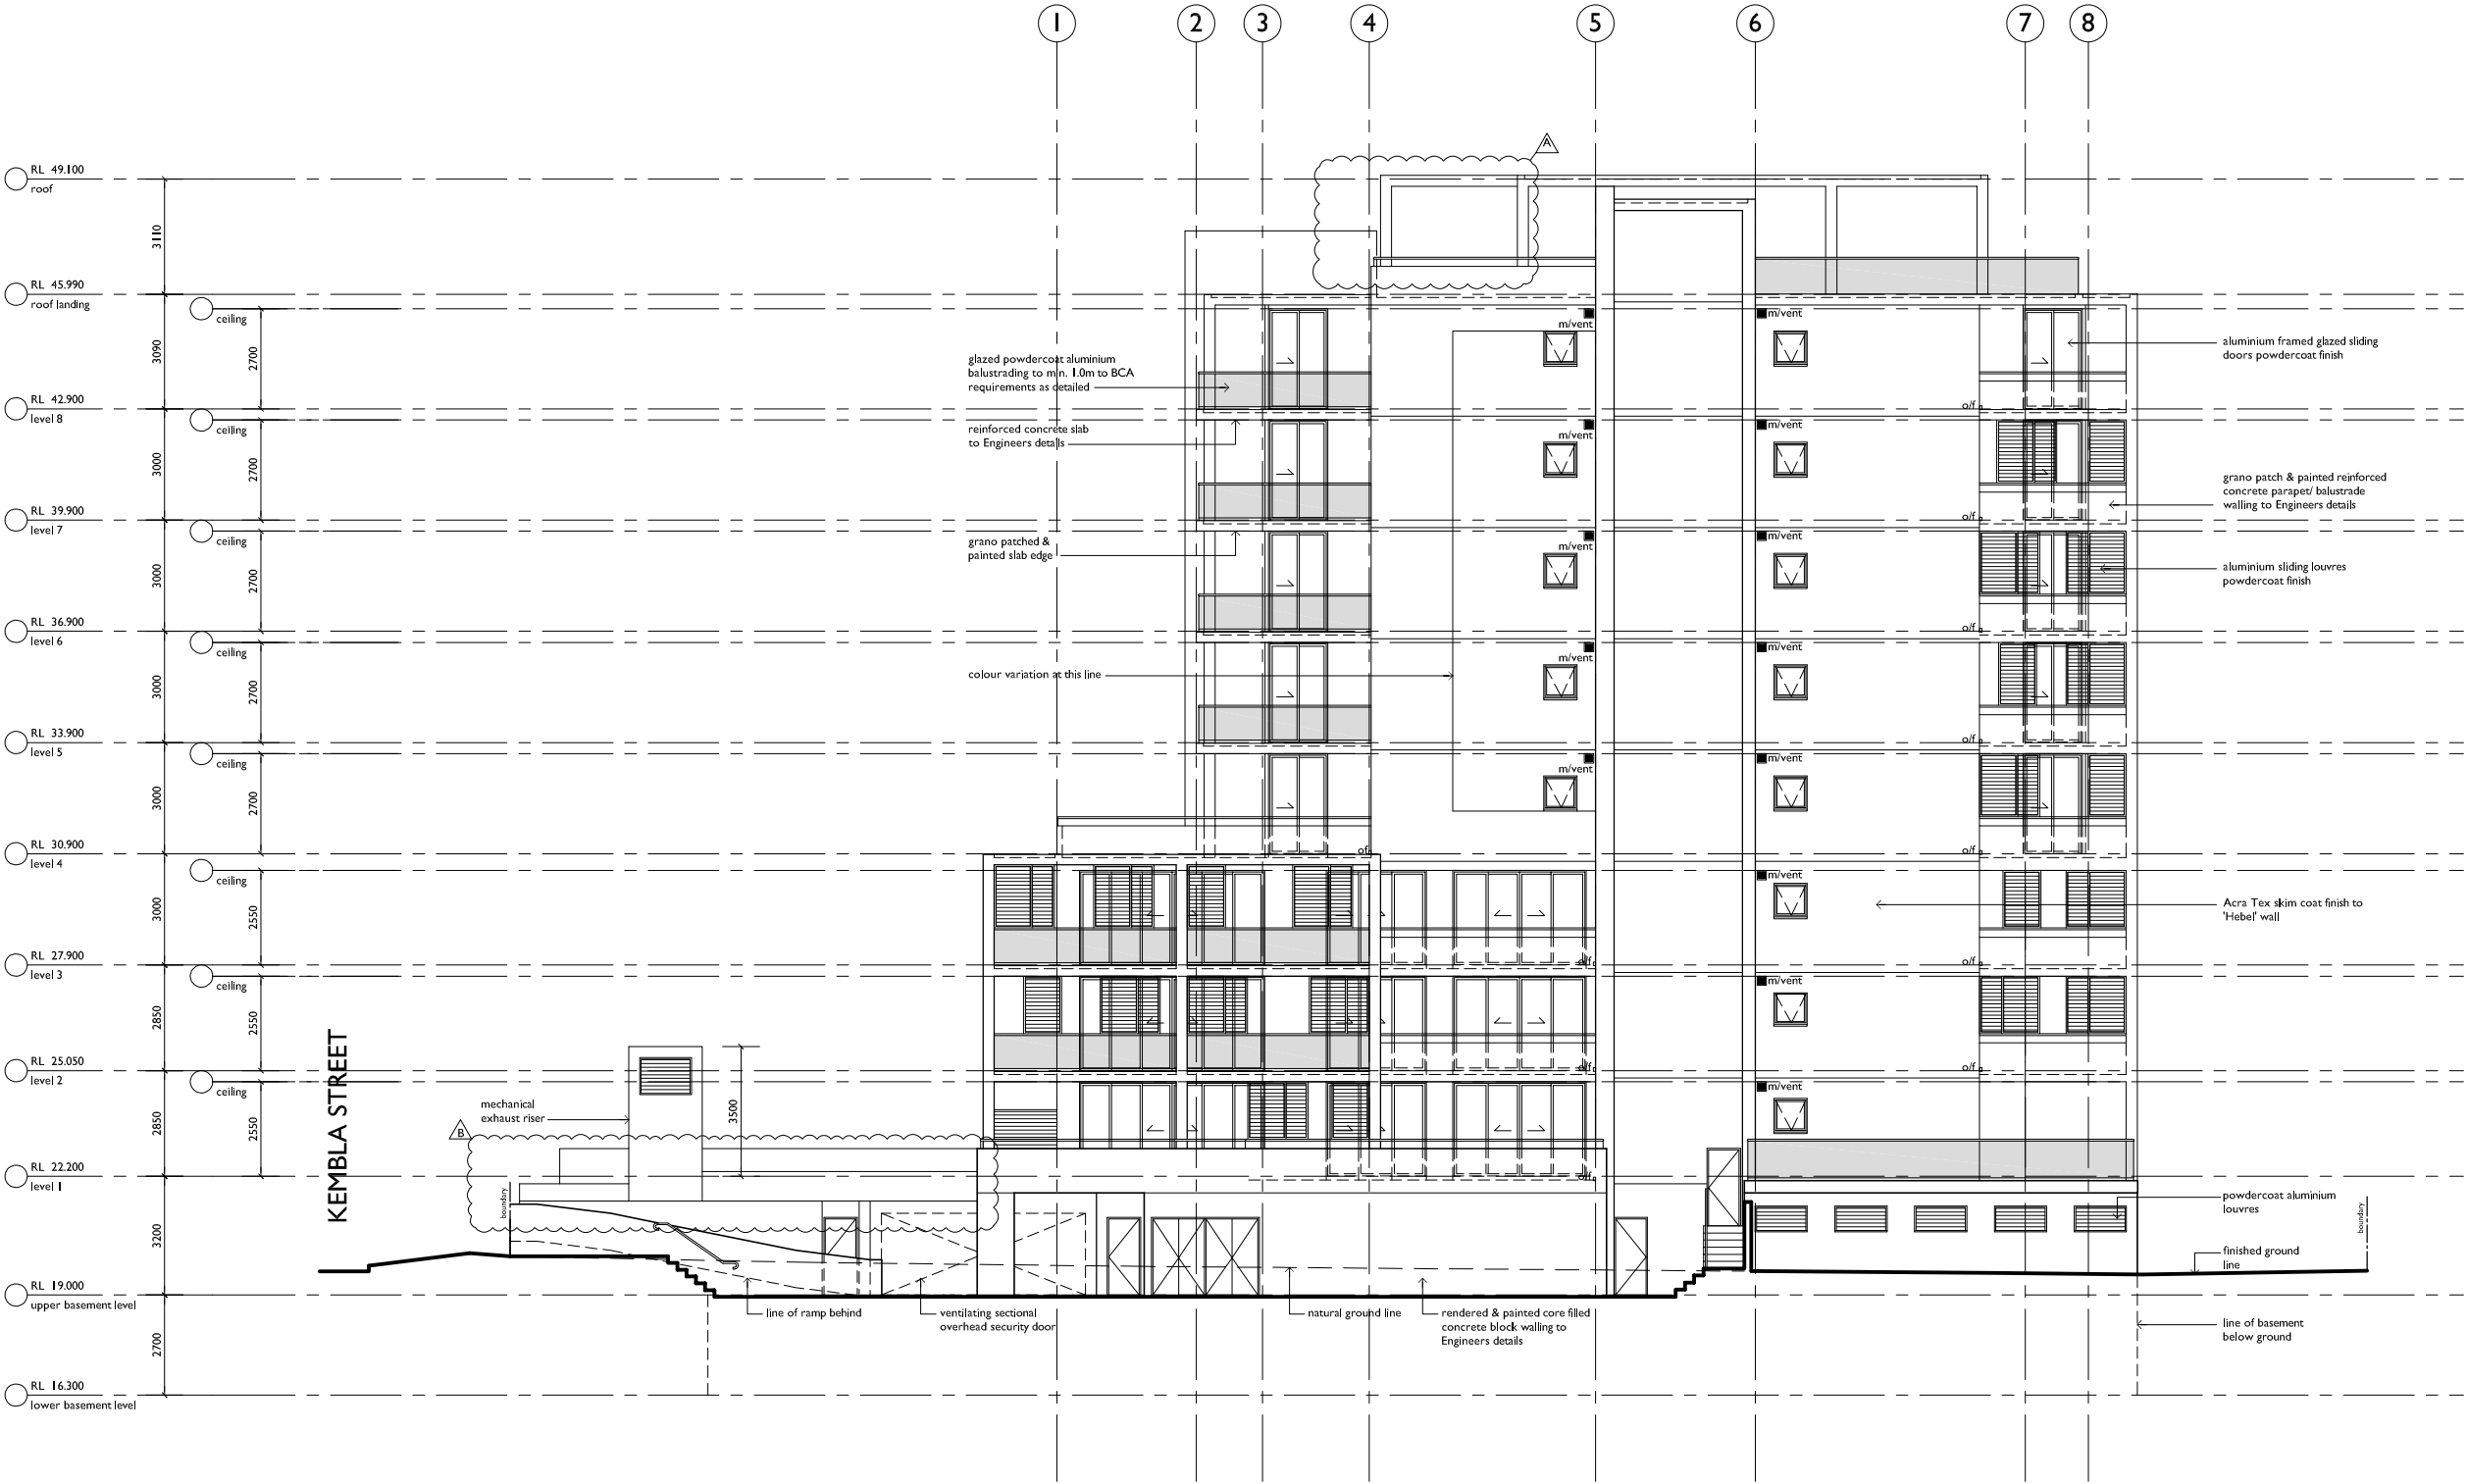 1 2 3 4 5 6 7 8
A
RL 49.100
roof
3110
RL 45.990
roof landing
ceiling
3090
2700
RL 42.900
level 8
ceiling
3000
2700
RL 39.900
level 7
ceiling
3000
2700
RL 36.900
level 6
ceiling
3000
2700
RL 33.900
level 5
ceiling
3000
2700
RL 30.900
level 4
ceiling
3000
2550
RL 27.900
level 3
ceiling
2850
2550
RL 25.050
level 2
ceiling
2850
2550
RL 22.200
level 1
3200
RL 19.000
upper basement level
2700
RL 16.300
lower basement level
KEMBLA STREET
glazed powdercoat aluminium
balustrading to min. 1.0m to BCA
requirements as detailed
reinforced concrete slab
to Engineers details
grano patched &
painted slab edge
colour variation at this line
mechanical
exhaust riser
3500
B
boundary
line of ramp behind
ventilating sectional
overhead security door
natural ground line
rendered & painted core filled
concrete block walling to
Engineers details
m/vent
m/vent
m/vent
m/vent
m/vent
of
o/f
o/f
o/f
m/vent
m/vent
m/vent
m/vent
m/vent
m/vent
m/vent
m/vent
o/f
o/f
o/f
o/f
o/f
o/f
o/f
aluminium framed glazed sliding
doors powdercoat finish
grano patch & painted reinforced
concrete parapet/ balustrade
walling to Engineers details
aluminium sliding louvres
powdercoat finish
Acra Tex skim coat finish to
'Hebel' wall
powdercoat aluminium
louvres
boundary
finished ground
line
line of basement
below ground